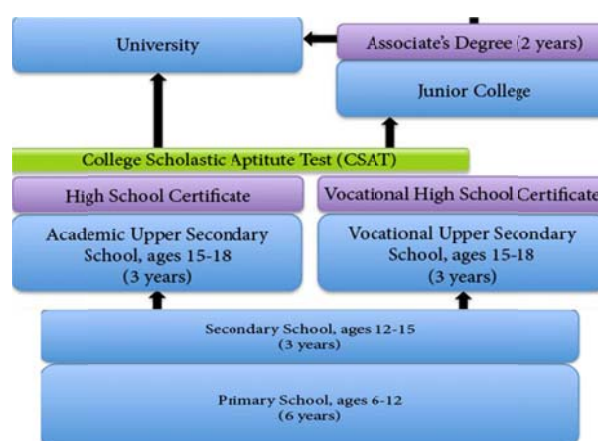 University
Associate's Degree (2 years)
Junior College
College Scholastic Aptitute Test (CSAT)
High School Certificate
Vocational High School Certificate
Academic Upper Secondary
School, ages 15-18
(3 years)
Vocational Upper Secondary
School, ages 15-18
(3 years)
Secondary School, ages 12-15
(3 years)
Primary School, ages 6-12
(6 years)